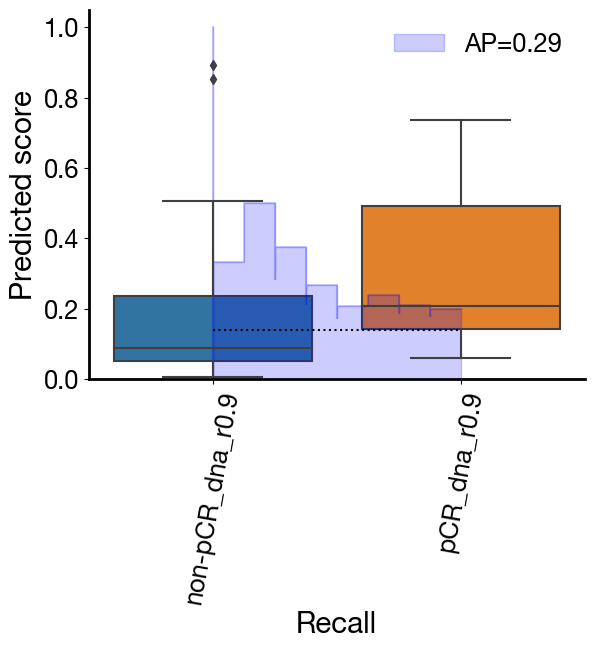 AP=0.29
Predicted score
1.0
0.8
0.6
0.4
0.2
0.0
non-pCR_dna_r0.9
pCR_dna_r0.9
Recall